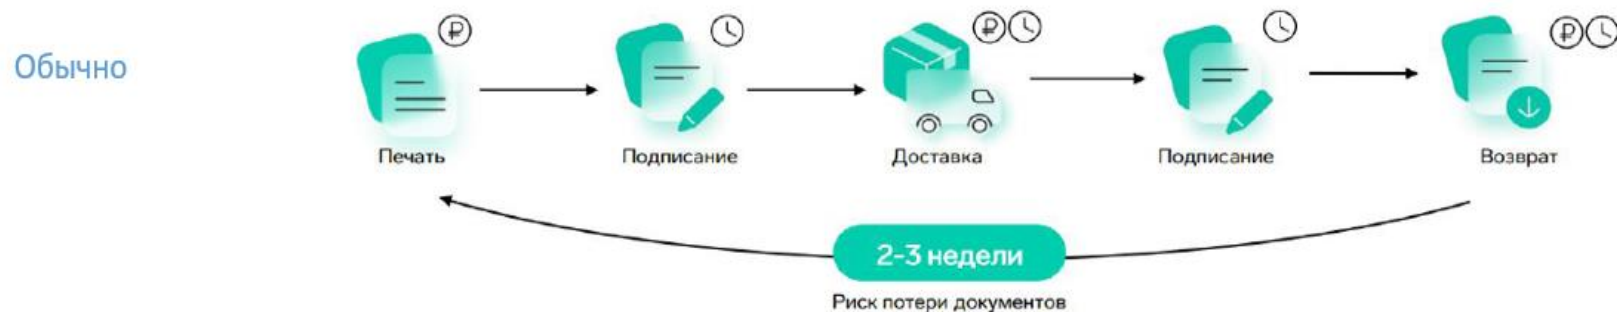 Обычно
Печать
Подписание
Доставка
Подписание
Возврат
2-3 недели
Риск потери документов